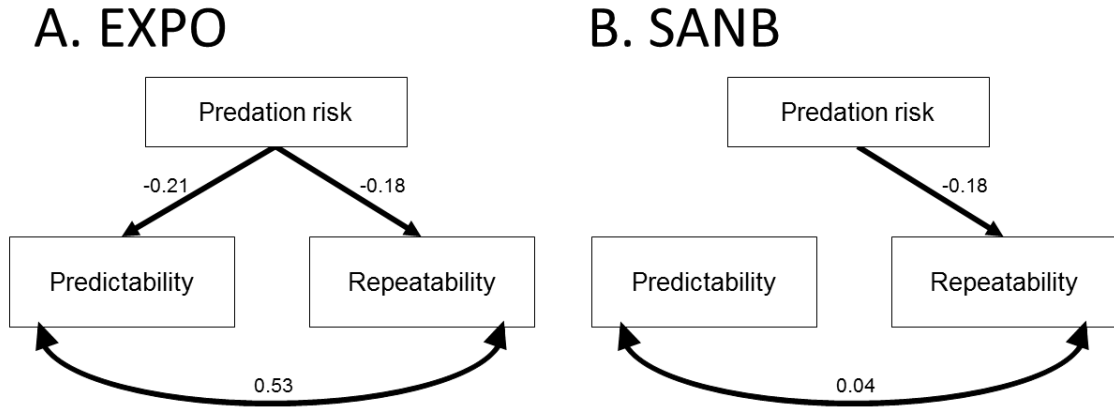 A. EXPO
Predation risk
-0.21
-0.18
Predictability
Repeatability
0.53
B. SANB
Predation risk
-0.18
Predictability
Repeatability
0.04